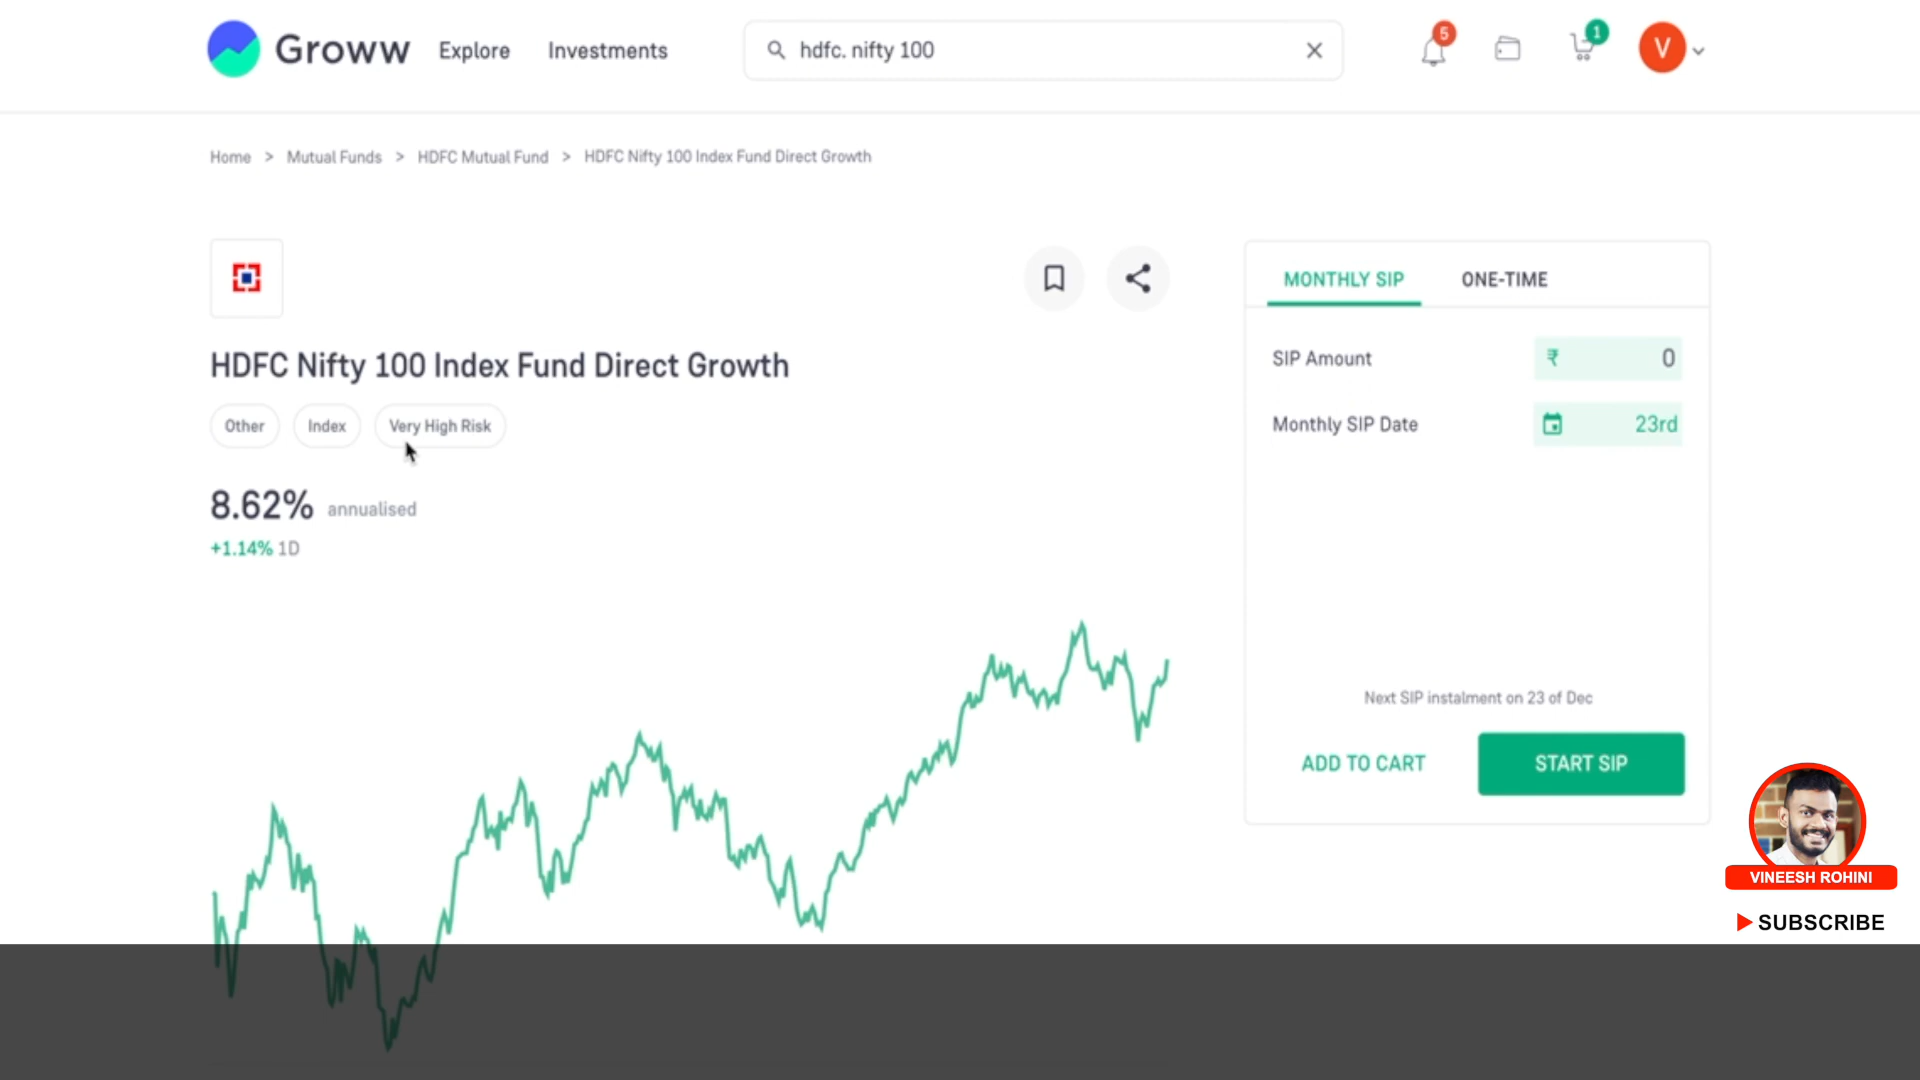 Groww
Explore
Investments
hdfc. nifty 100
5
1
V
Home > Mutual Funds > HDFC Mutual Fund > HDFC Nifty 100 Index Fund Direct Growth
HDFC Nifty 100 Index Fund Direct Growth
Other
Index
Very High Risk
8.62% annualised
+1.14% 1D
MONTHLY SIP
ONE-TIME
SIP Amount
₹ 0
Monthly SIP Date
23rd
Next SIP instalment on 23 of Dec
ADD TO CART
START SIP
VINEESH ROHINI
SUBSCRIBE